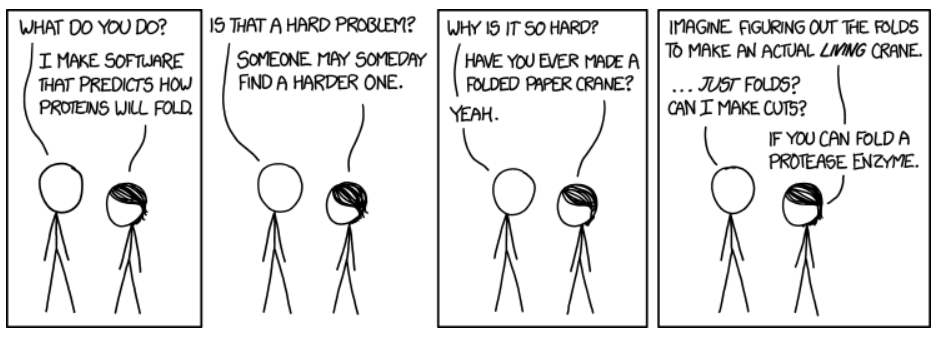 WHAT DO YOU DO?
I MAKE SOFTWARE
THAT PREDICTS HOW
PROTEINS WILL FOLD.
IS THAT A HARD PROBLEM?
SOMEONE MAY SOMEDAY
FIND A HARDER ONE.
WHY IS IT SO HARD?
HAVE YOU EVER MADE A
FOLDED PAPER CRANE?
YEAH.
IMAGINE FIGURING OUT THE FOLDS
TO MAKE AN ACTUAL LIVING CRANE.
... JUST FOLDS?
CAN I MAKE CUTS?
IF YOU CAN FOLD A
PROTEASE ENZYME.